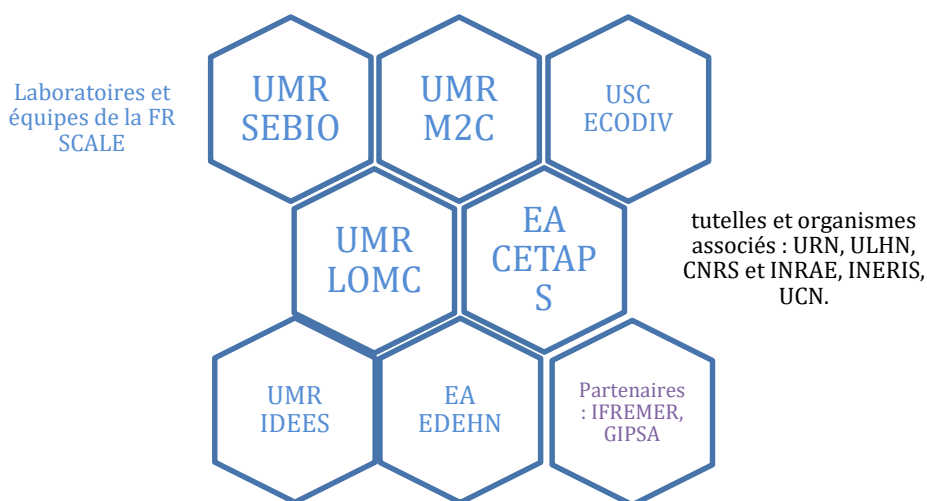 Laboratoires et
équipes de la FR
SCALE
UMR
SEBIO
UMR
M2C
USC
ECODIV
UMR
LOMC
EA
CETAP
S
tutelles et organismes
associés : URN, ULHN,
CNRS et INRAE, INERIS,
UCN.
UMR
IDEES
EA
EDEHN
Partenaires
: IFREMER,
GIPSA